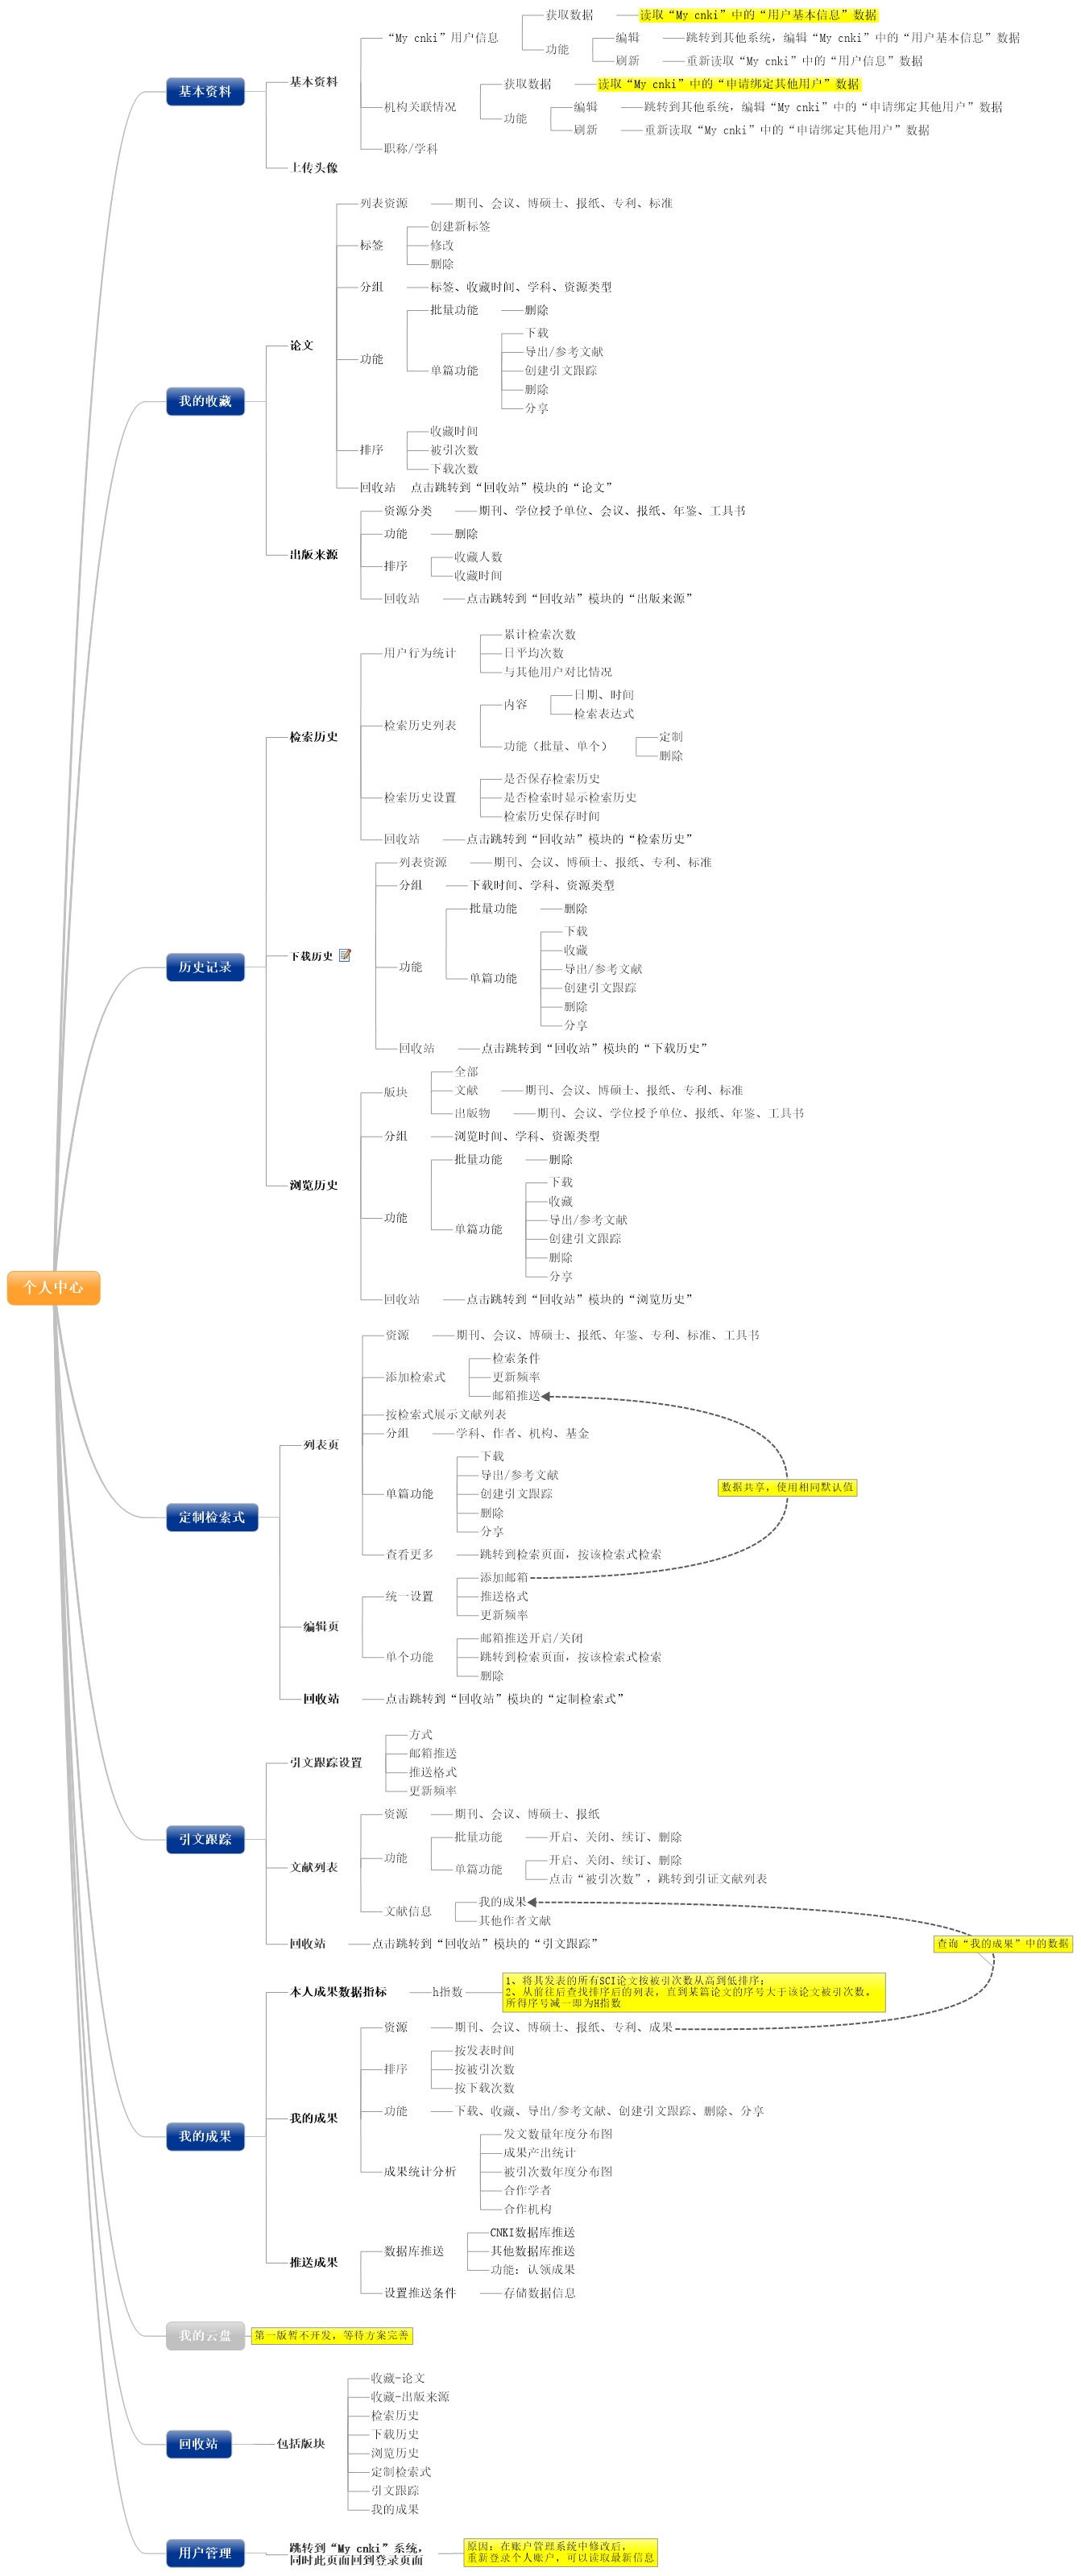 个人中心
基本资料
基本资料
“My cnki”用户信息
获取数据
读取“My cnki”中的“用户基本信息”数据
功能
编辑
跳转到其他系统，编辑“My cnki”中的“用户基本信息”数据
刷新
重新读取“My cnki”中的“用户信息”数据
机构关联情况
获取数据
读取“My cnki”中的“申请绑定其他用户”数据
功能
编辑
跳转到其他系统，编辑“My cnki”中的“申请绑定其他用户”数据
刷新
重新读取“My cnki”中的“申请绑定其他用户”数据
职称/学科
上传头像
我的收藏
论文
列表资源
期刊、会议、博硕士、报纸、专利、标准
标签
创建新标签
修改
删除
分组
标签、收藏时间、学科、资源类型
功能
批量功能
删除
单篇功能
下载
导出/参考文献
创建引文跟踪
删除
分享
排序
收藏时间
被引次数
下载次数
回收站
点击跳转到“回收站”模块的“论文”
出版来源
资源分类
期刊、学位授予单位、会议、报纸、年鉴、工具书
功能
删除
排序
收藏人数
收藏时间
回收站
点击跳转到“回收站”模块的“出版来源”
历史记录
检索历史
用户行为统计
累计检索次数
日平均次数
与其他用户对比情况
检索历史列表
内容
日期、时间
检索表达式
功能（批量、单个）
定制
删除
检索历史设置
是否保存检索历史
是否检索时显示检索历史
检索历史保存时间
回收站
点击跳转到“回收站”模块的“检索历史”
下载历史
列表资源
期刊、会议、博硕士、报纸、专利、标准
分组
下载时间、学科、资源类型
功能
批量功能
删除
单篇功能
下载
收藏
导出/参考文献
创建引文跟踪
删除
分享
回收站
点击跳转到“回收站”模块的“下载历史”
浏览历史
版块
全部
文献
期刊、会议、博硕士、报纸、专利、标准
出版物
期刊、会议、学位授予单位、报纸、年鉴、工具书
分组
浏览时间、学科、资源类型
功能
批量功能
删除
单篇功能
下载
收藏
导出/参考文献
创建引文跟踪
删除
分享
回收站
点击跳转到“回收站”模块的“浏览历史”
定制检索式
列表页
资源
期刊、会议、博硕士、报纸、年鉴、专利、标准、工具书
添加检索式
检索条件
更新频率
邮箱推送
按检索式展示文献列表
分组
学科、作者、机构、基金
单篇功能
下载
导出/参考文献
创建引文跟踪
删除
分享
数据共享，使用相同默认值
查看更多
跳转到检索页面，按该检索式检索
编辑页
统一设置
添加邮箱
推送格式
更新频率
单个功能
邮箱推送开启/关闭
跳转到检索页面，按该检索式检索
删除
回收站
点击跳转到“回收站”模块的“定制检索式”
引文跟踪
引文跟踪设置
方式
邮箱推送
推送格式
更新频率
文献列表
资源
期刊、会议、博硕士、报纸
功能
批量功能
开启、关闭、续订、删除
单篇功能
开启、关闭、续订、删除
点击“被引次数”，跳转到引证文献列表
文献信息
我的成果
其他作者文献
回收站
点击跳转到“回收站”模块的“引文跟踪”
查询“我的成果”中的数据
我的成果
本人成果数据指标
h指数
1、将其发表的所有SCI论文按被引次数从高到低排序；
2、从前往后查找排序后的列表，直到某篇论文的序号大于该论文被引次数。
所得序号减一即为H指数
我的成果
资源
期刊、会议、博硕士、报纸、专利、成果
排序
按发表时间
按被引次数
按下载次数
功能
下载、收藏、导出/参考文献、创建引文跟踪、删除、分享
成果统计分析
发文数量年度分布图
成果产出统计
被引次数年度分布图
合作学者
合作机构
推送成果
数据库推送
CNKI数据库推送
其他数据库推送
功能：认领成果
设置推送条件
存储数据信息
我的云盘
第一版暂不开发，等待方案完善
回收站
包括版块
收藏-论文
收藏-出版来源
检索历史
下载历史
浏览历史
定制检索式
引文跟踪
我的成果
用户管理
跳转到“My cnki”系统，
同时此页面回到登录页面
原因：在账户管理系统中修改后，
重新登录个人账户，可以读取最新信息